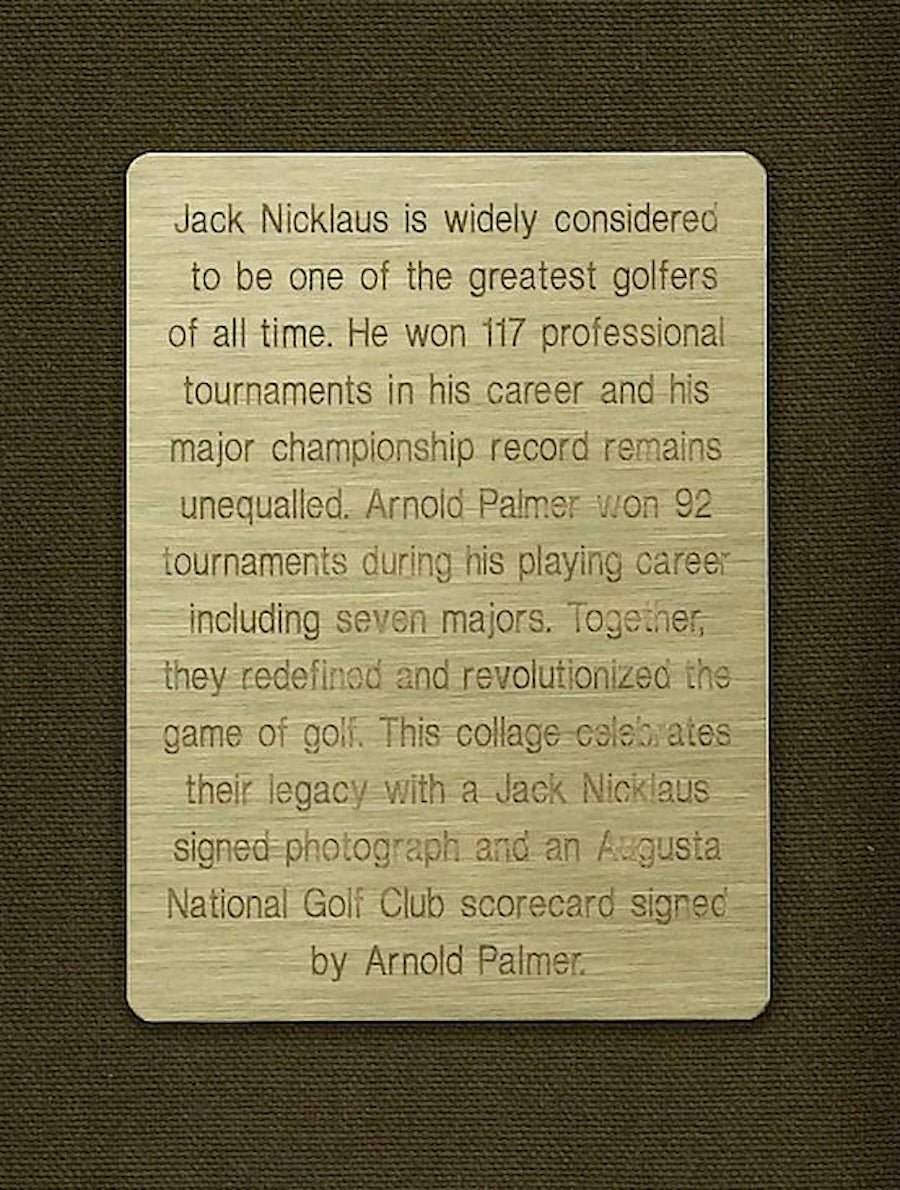 Jack Nicklaus is widely considered
to be one of the greatest golfers
of all time. He won 117 professional
tournaments in his career and his
major championship record remains
unequalled. Arnold Palmer won 92
tournaments during his playing career
including seven majors. Together,
they redefined and revolutionized the
game of golf. This collage celebrates
their legacy with a Jack Nicklaus
signed photograph and an Augusta
National Golf Club scorecard signed
by Arnold Palmer.